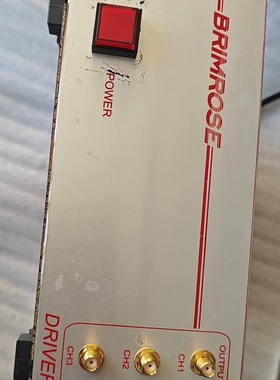 BRIMROSE
POWER
DRIVER
OUTPUT
CH1
CH2
CH3